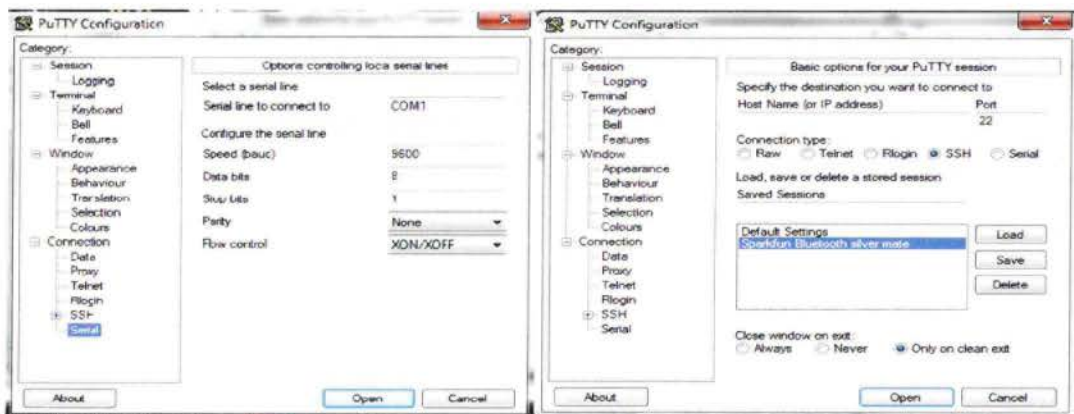 PuTTY Configuration
Category:
Session
Logging
Terminal
Keyboard
Bell
Features
Window
Appearance
Behaviour
Translation
Selection
Colours
Connection
Data
Proxy
Telnet
Rlogin
SSH
Serial
Options controlling local serial lines
Select a serial line
Serial line to connect to COM1
Configure the serial line
Speed (baud) 9600
Data bits 8
Stop bits 1
Parity None
Flow control XON/XOFF
About Open Cancel
PuTTY Configuration
Category:
Session
Logging
Terminal
Keyboard
Bell
Features
Window
Appearance
Behaviour
Translation
Selection
Colours
Connection
Data
Proxy
Telnet
Rlogin
SSH
Serial
Basic options for your PuTTY session
Specify the destination you want to connect to
Host Name (or IP address) Port
22
Connection type:
Raw Telnet Rlogin SSH Serial
Load, save or delete a stored session
Saved Sessions
Default Settings
Sparkfun Bluetooth silver mate
Load
Save
Delete
Close window on exit:
Always Never Only on clean exit
About Open Cancel